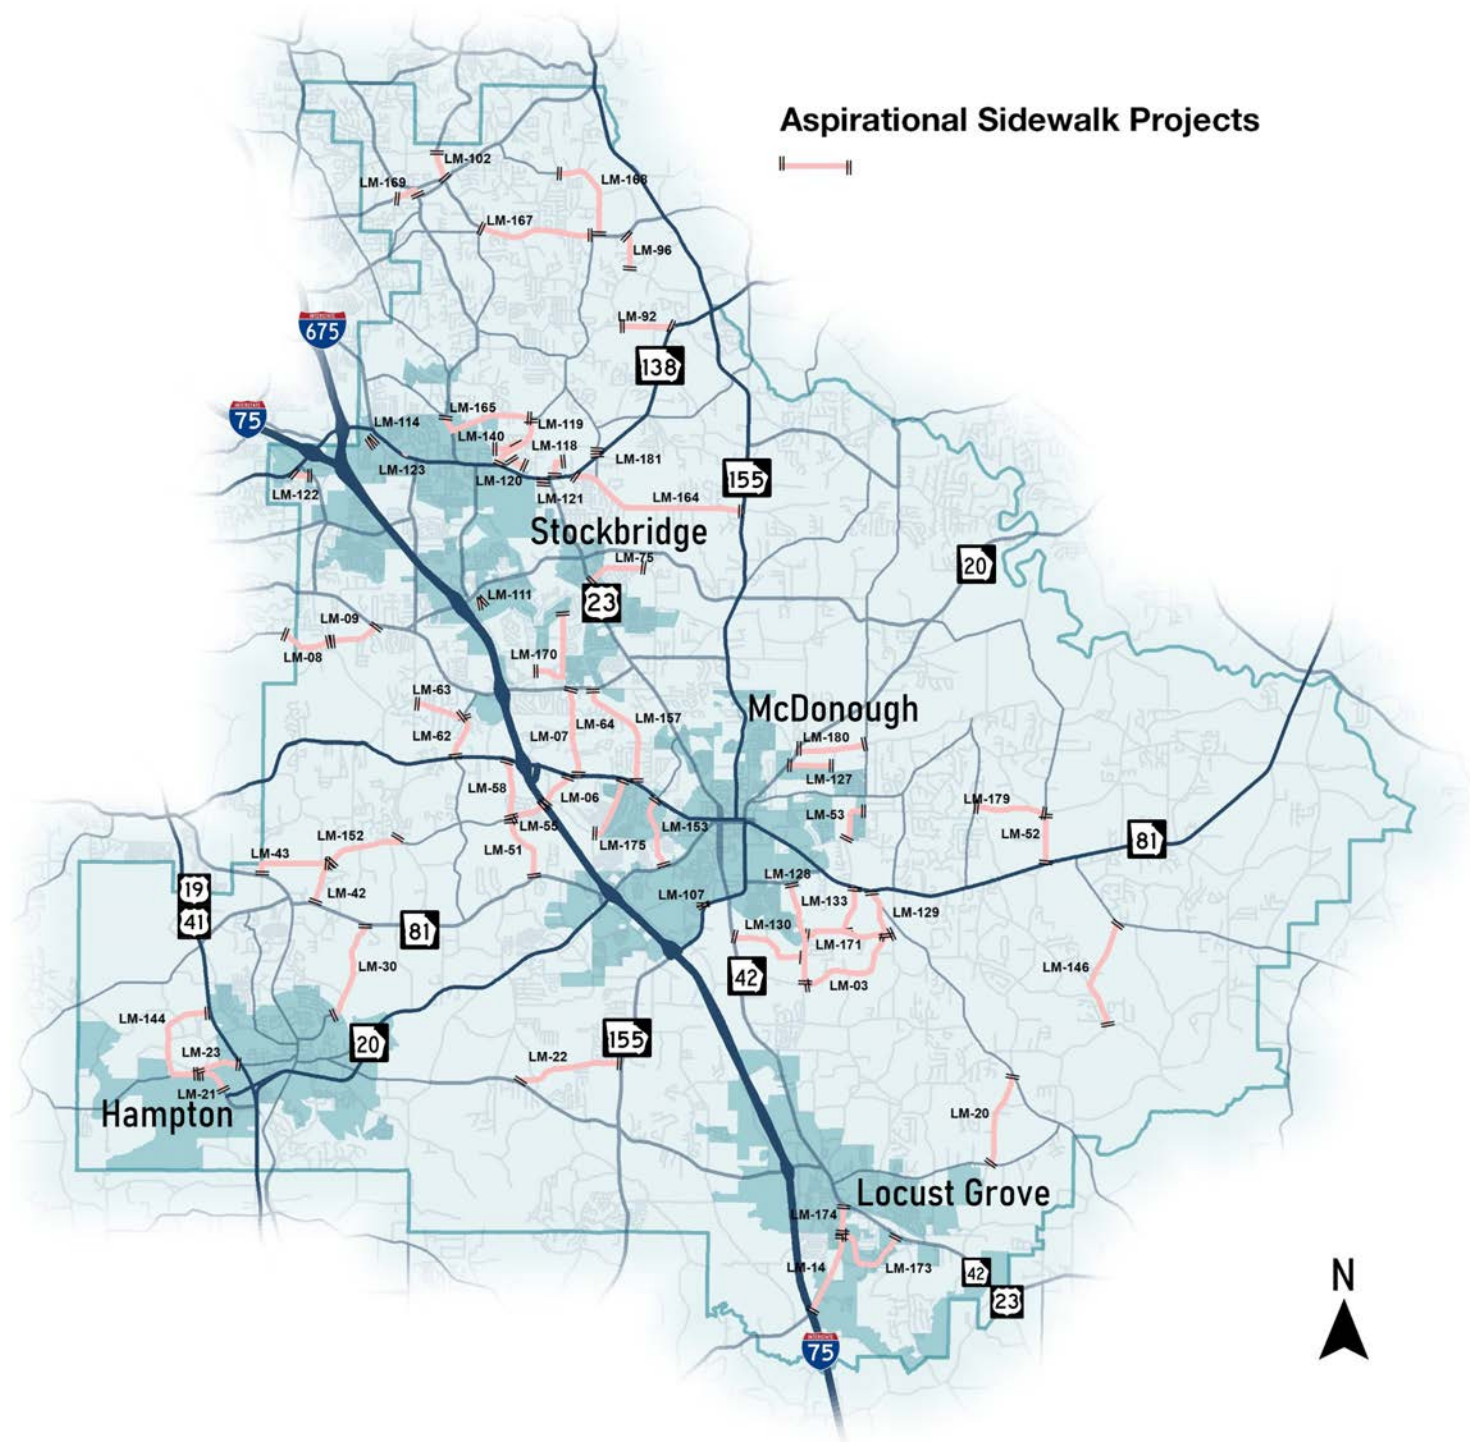 Aspirational Sidewalk Projects
LM-102
LM-169
LM-168
LM-167
LM-96
INTERSTATE
675
LM-92
138
INTERSTATE
75
LM-165
LM-114
LM-119
LM-140
LM-118
LM-181
LM-123
LM-120
LM-121
LM-122
LM-164
155
Stockbridge
LM-75
20
23
LM-111
LM-09
LM-08
LM-170
LM-63
LM-64
LM-157
McDonough
LM-62
LM-07
LM-180
LM-127
LM-58
LM-06
LM-179
LM-53
LM-55
LM-153
LM-52
81
LM-152
LM-51
LM-175
LM-43
LM-128
19
41
LM-42
LM-107
LM-133
LM-129
81
LM-130
LM-171
LM-30
LM-146
42
LM-03
LM-144
20
155
LM-23
LM-22
LM-21
Hampton
LM-20
Locust Grove
LM-174
LM-14
LM-173
42
23
N
INTERSTATE
75